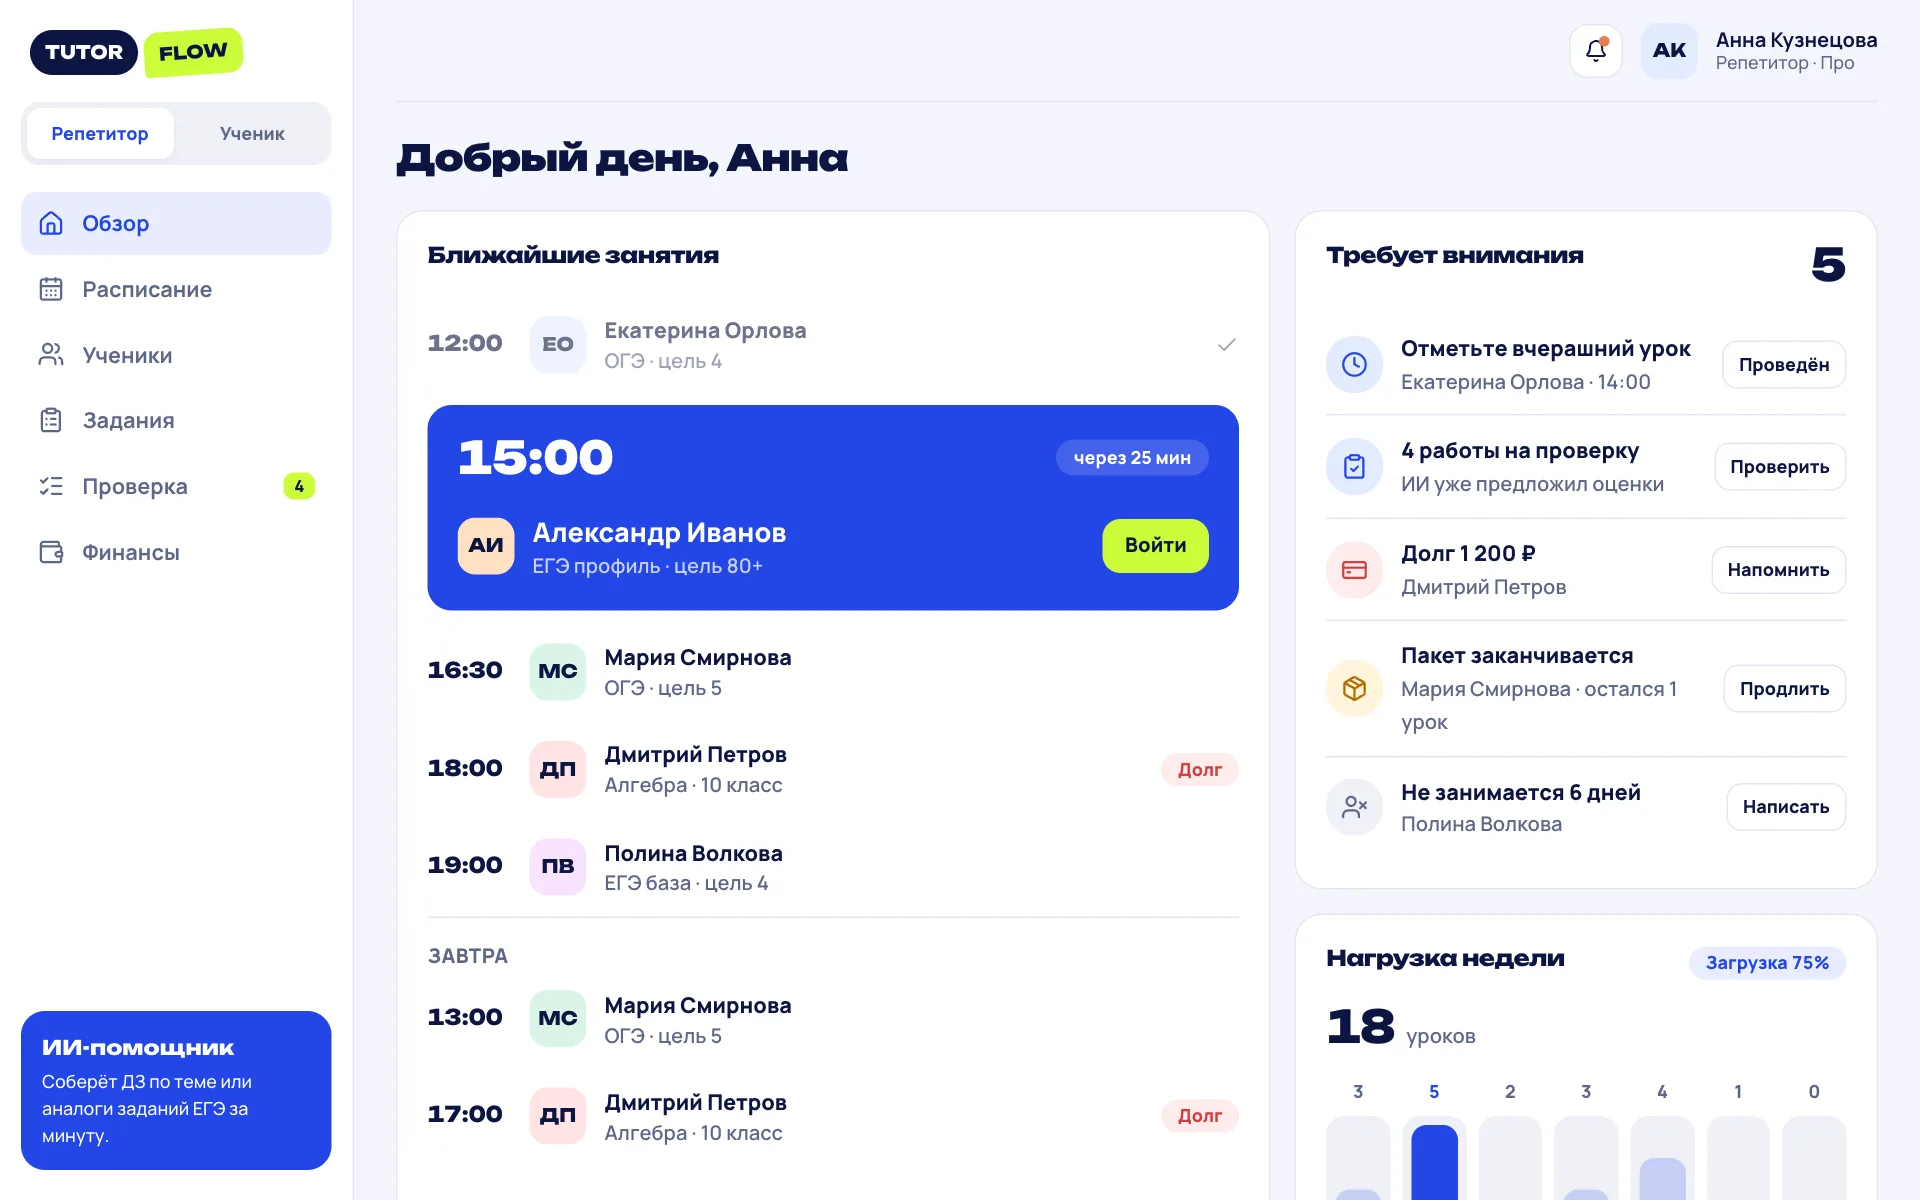 TUTOR FLOW
Репетитор
Ученик
Обзор
Расписание
Ученики
Задания
Проверка
4
Финансы
ИИ-помощник
Соберёт ДЗ по теме или
аналоги заданий ЕГЭ за
минуту.
АК
Анна Кузнецова
Репетитор · Про
Добрый день, Анна
Ближайшие занятия
12:00
ЕО
Екатерина Орлова
ОГЭ · цель 4
15:00
через 25 мин
АИ
Александр Иванов
ЕГЭ профиль · цель 80+
Войти
16:30
МС
Мария Смирнова
ОГЭ · цель 5
18:00
ДП
Дмитрий Петров
Алгебра · 10 класс
Долг
19:00
ПВ
Полина Волкова
ЕГЭ база · цель 4
ЗАВТРА
13:00
МС
Мария Смирнова
ОГЭ · цель 5
17:00
ДП
Дмитрий Петров
Алгебра · 10 класс
Долг
Требует внимания
5
Отметьте вчерашний урок
Екатерина Орлова · 14:00
Проведён
4 работы на проверку
ИИ уже предложил оценки
Проверить
Долг 1 200 ₽
Дмитрий Петров
Напомнить
Пакет заканчивается
Мария Смирнова · остался 1
урок
Продлить
Не занимается 6 дней
Полина Волкова
Написать
Нагрузка недели
Загрузка 75%
18 уроков
3 5 2 3 4 1 0